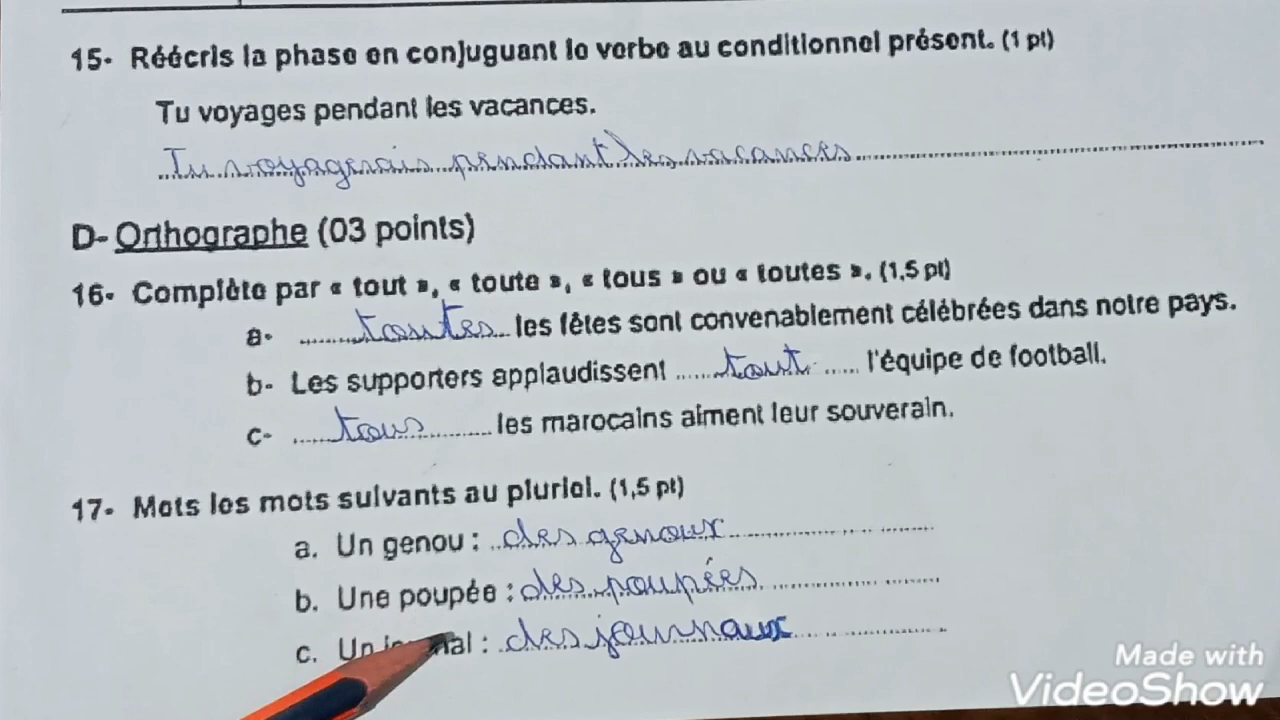 15- Réécris la phase en conjuguant le verbe au conditionnel présent. (1 pt)
Tu voyages pendant les vacances.
Tu voyagerais pendant les vacances
D- Orthographe (03 points)
16- Complète par « tout », « toute », « tous » ou « toutes ». (1,5 pt)
a- toutes les fêtes sont convenablement célébrées dans notre pays.
b- Les supporters applaudissent tout l'équipe de football.
c- tous les marocains aiment leur souverain.
17- Mets les mots suivants au pluriel. (1,5 pt)
a. Un genou : des genoux
b. Une poupée : des poupées
c. Un : des journaux
Made with
VideoShow